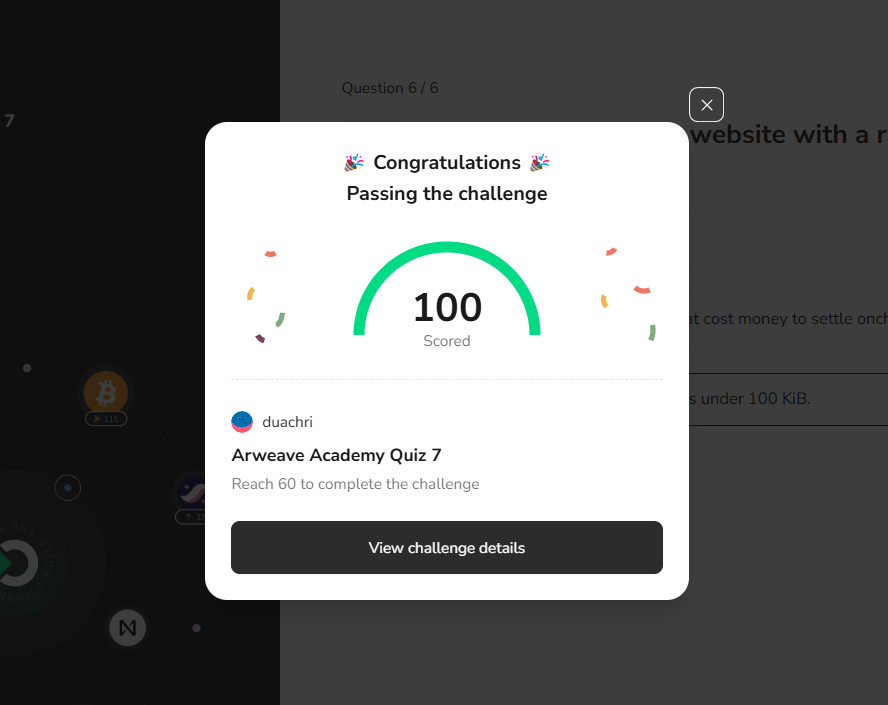 Question 6 / 6
7
website with a r
Congratulations
Passing the challenge
100
Scored
at cost money to settle onch
s under 100 KiB.
115
duachri
Arweave Academy Quiz 7
Reach 60 to complete the challenge
View challenge details